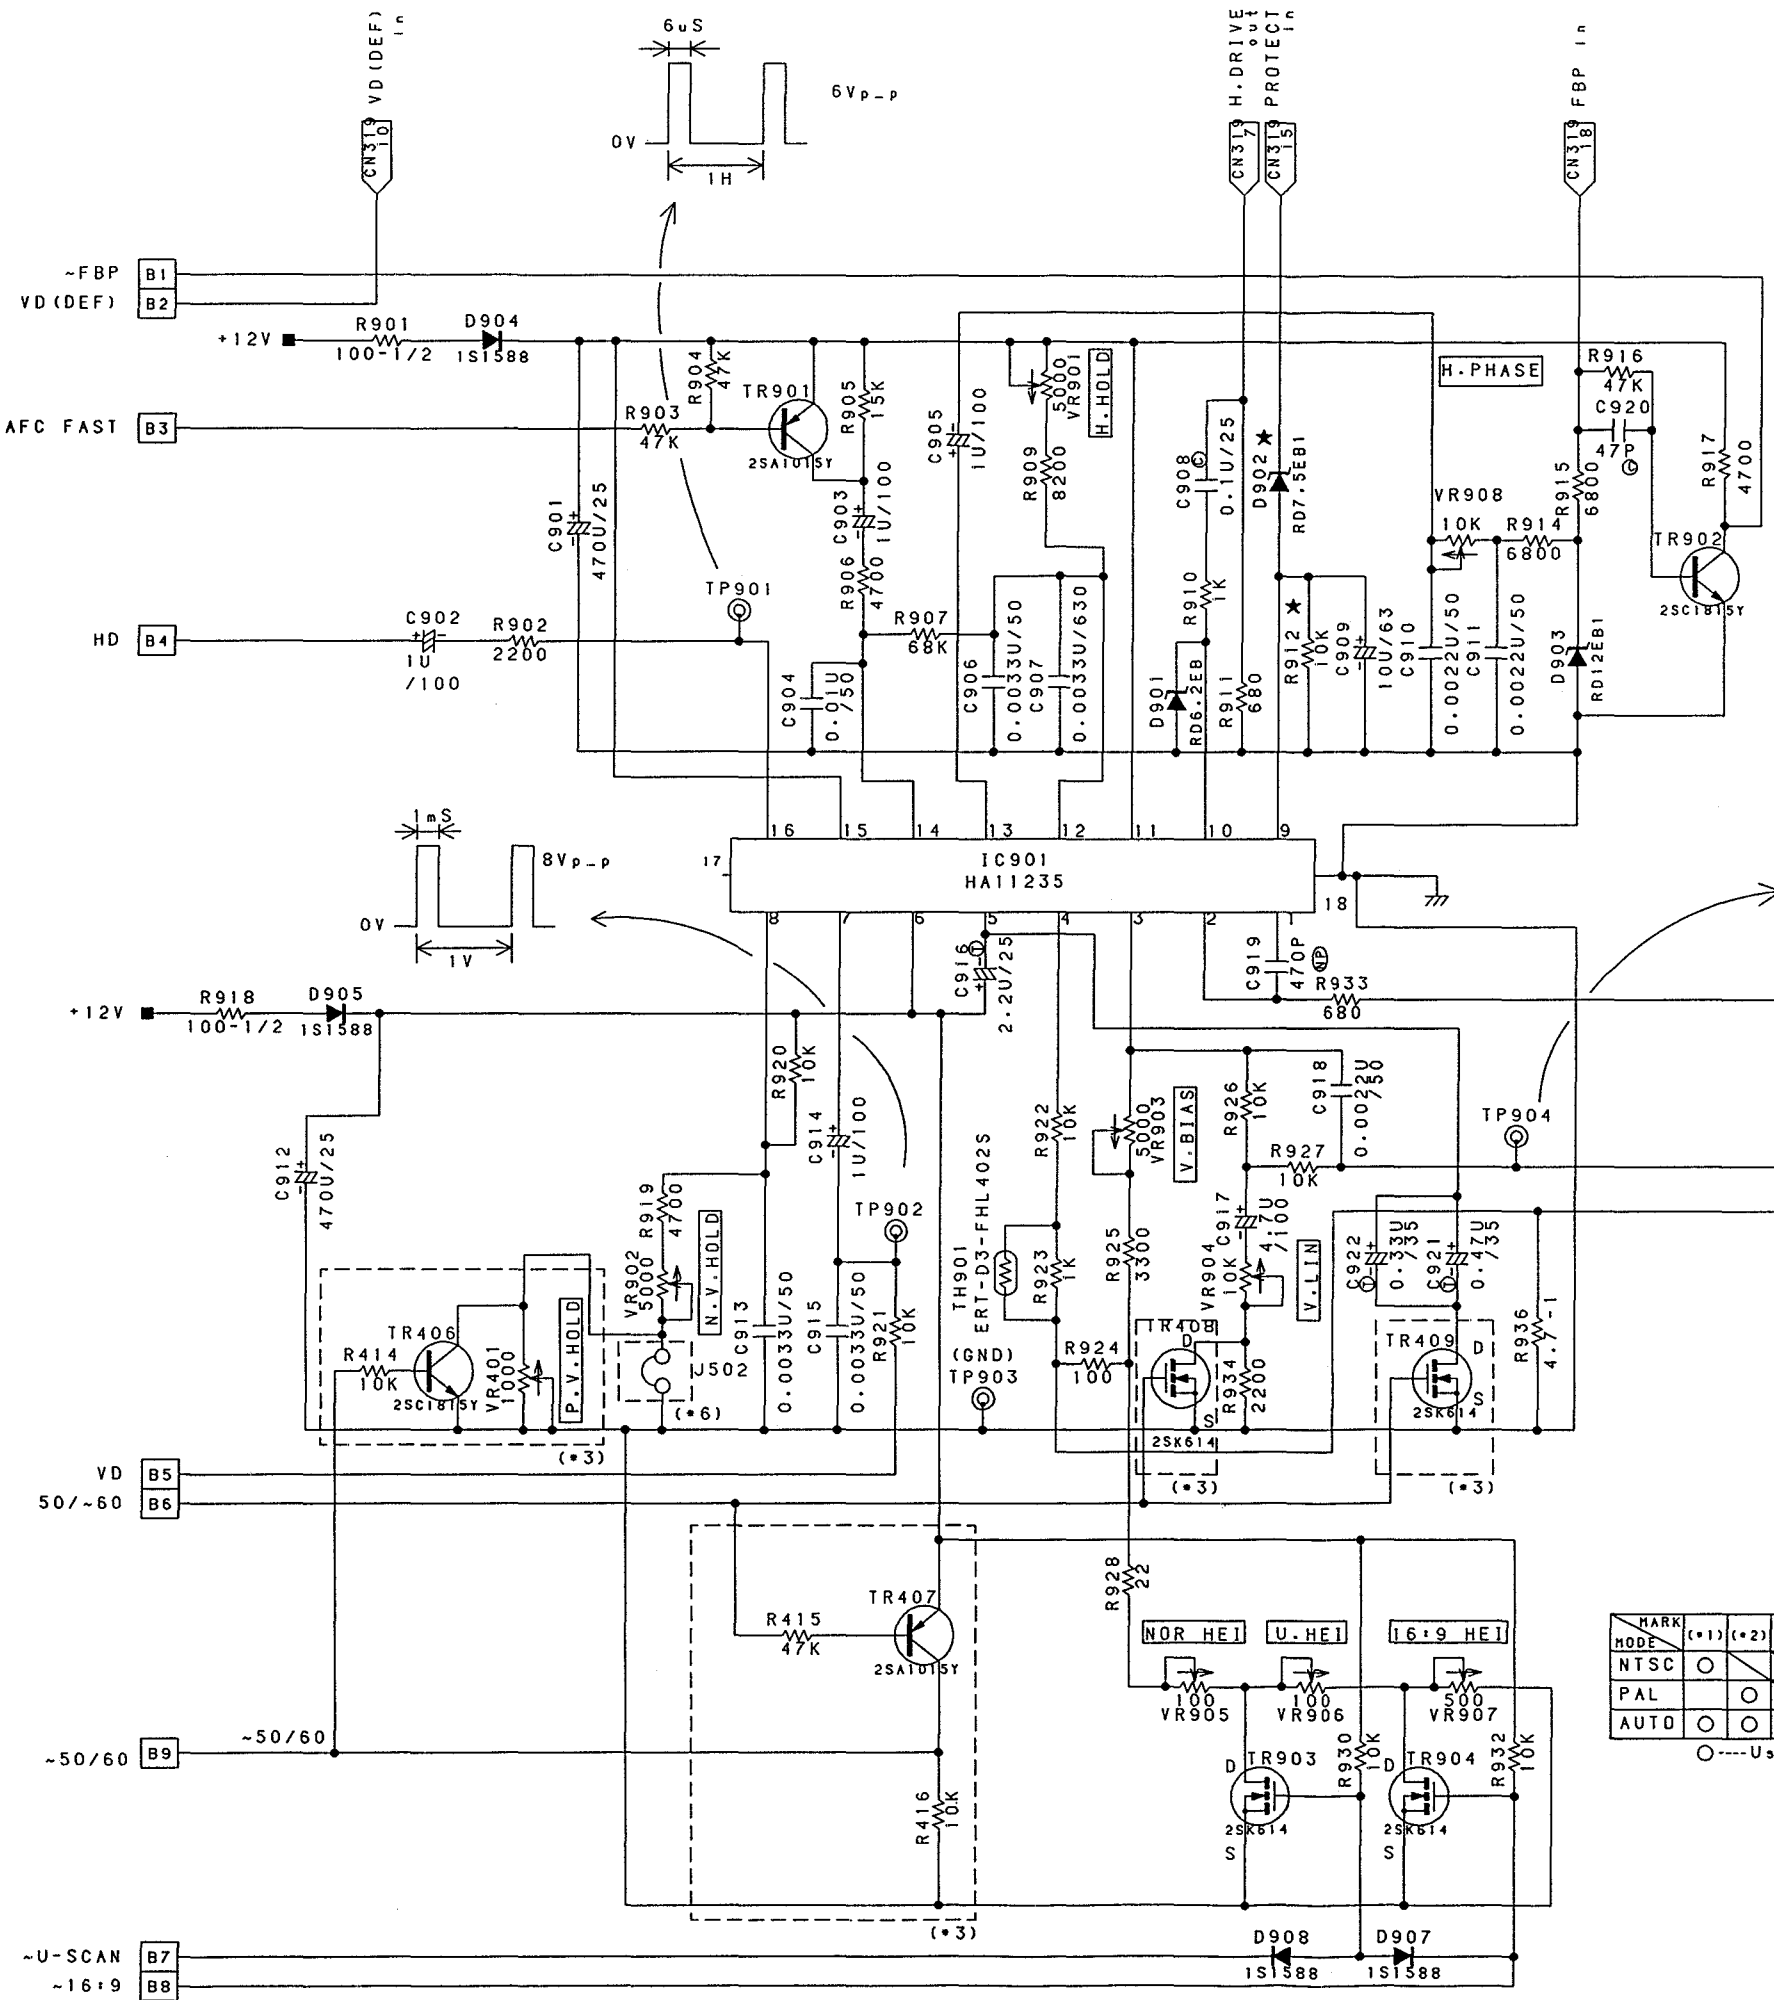 VD(DEF) in
CN319 10
6uS
6Vp-p
0V
1H
H.DRIVE out
PROTECT in
CN319 7
CN319 15
FBP in
CN319 18
~FBP B1
VD(DEF) B2
+12V
R901
100-1/2
D904
1S1588
R904
47K
TR901
2SA1015Y
R905
15K
C905
1U/100
5000
VR901
H.HOLD
H.PHASE
R916
47K
C920
47P
C
AFC FAST B3
R903
47K
C901
470U/25
C903
1U/100
R909
8200
C908
C
0.1U/25
D902 ★
RD7.5EB1
VR908
10K
R914
6800
R915
6800
R917
4700
TR902
2SC1815Y
HD B4
C902
1U
/100
R902
2200
TP901
R906
4700
R907
68K
C904
0.01U
/50
C906
0.0033U/50
C907
0.0033U/630
R910
1K
D901
RD6.2EB
R911
680
★
R912
10K
C909
10U/63
C910
0.0022U/50
C911
0.0022U/50
D903
RD12EB1
16 15 14 13 12 11 10 9
17
IC901
HA11235
18
8 7 6 5 4 3 2 1
1mS
8Vp-p
0V
1V
+12V
R918
100-1/2
D905
1S1588
C916
T
2.2U/25
C919
470P
NP
R933
680
R920
10K
C914
1U/100
R922
10K
5000
VR903
V.BIAS
R926
10K
C918
0.0022U
/50
TP904
C912
470U/25
R919
4700
VR902
5000
N.V.HOLD
TP902
TH901
ERT-D3-FHL402S
R923
1K
R925
3300
R927
10K
C917
4.7U
/100
VR904
10K
V.LIN
C922
T
0.33U
/35
C921
T
0.47U
/35
R936
4.7-1
TR406
2SC1815Y
R414
10K
VR401
1000
P.V.HOLD
(*3)
J502
(*6)
C913
0.0033U/50
C915
0.0033U/50
R921
10K
(GND)
TP903
R924
100
TR408
D
S
2SK614
(*3)
R934
2200
TR409
D
S
2SK614
(*3)
VD B5
50/~60 B6
R928
22
TR407
2SA1015Y
R415
47K
NOR HEI
U.HEI
16:9 HEI
100
VR905
100
VR906
500
VR907
MARK
MODE
(*1) (*2)
NTSC ○
PAL ○
AUTO ○ ○
○----Us
~50/60 B9
~50/60
R416
10K
(*3)
D
TR903
2SK614
S
R930
10K
D
TR904
2SK614
S
R932
10K
D908
1S1588
D907
1S1588
~U-SCAN B7
~16:9 B8